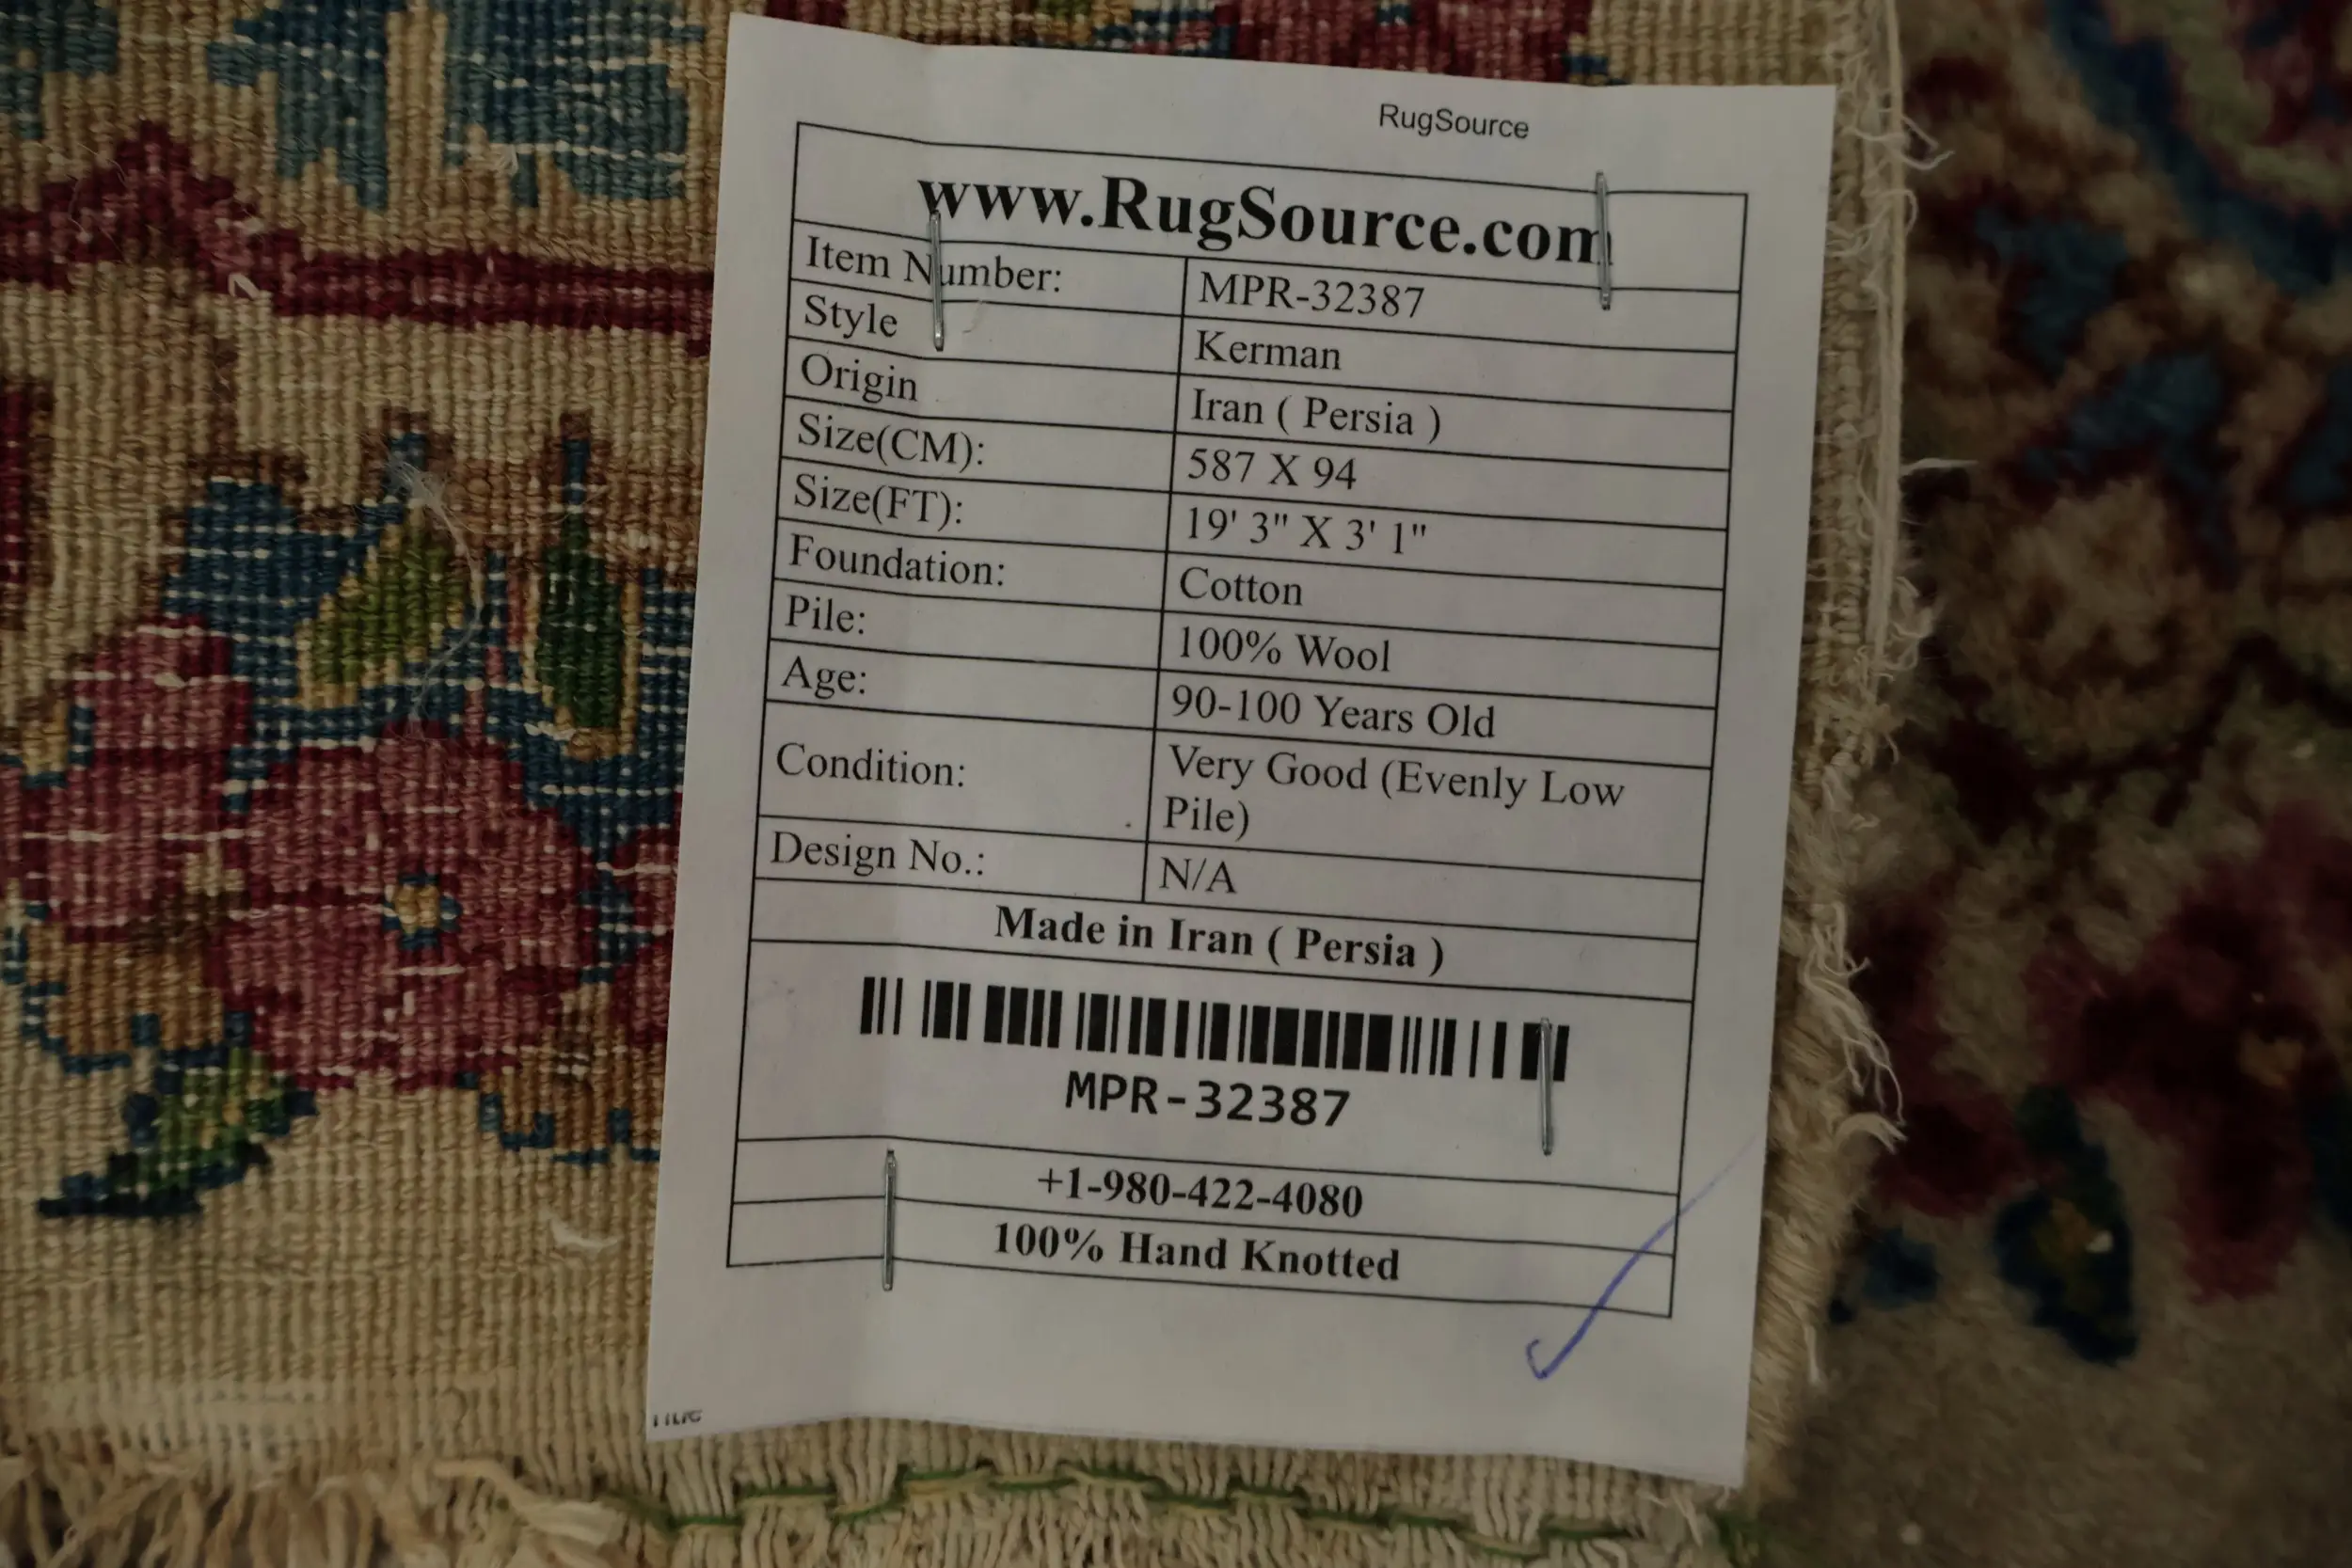 RugSource
www.RugSource.com
Item Number: MPR-32387
Style Kerman
Origin Iran ( Persia )
Size(CM): 587 X 94
Size(FT): 19' 3" X 3' 1"
Foundation: Cotton
Pile: 100% Wool
Age: 90-100 Years Old
Condition: Very Good (Evenly Low
Pile)
Design No.: N/A
Made in Iran ( Persia )
MPR-32387
+1-980-422-4080
100% Hand Knotted